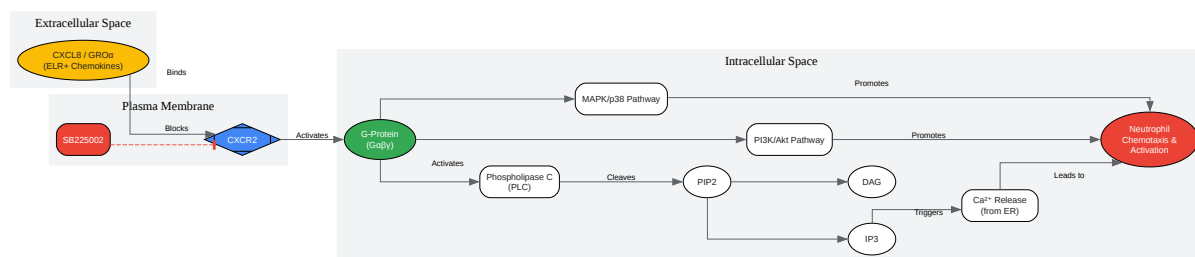 Extracellular Space
CXCL8 / GROα
(ELR+ Chemokines)
Binds
Plasma Membrane
SB225002
Blocks
CXCR2
Activates
Intracellular Space
G-Protein
(Gαβγ)
MAPK/p38 Pathway
Promotes
PI3K/Akt Pathway
Promotes
Neutrophil
Chemotaxis &
Activation
Activates
Phospholipase C
(PLC)
Cleaves
PIP2
DAG
IP3
Triggers
Ca²⁺ Release
(from ER)
Leads to